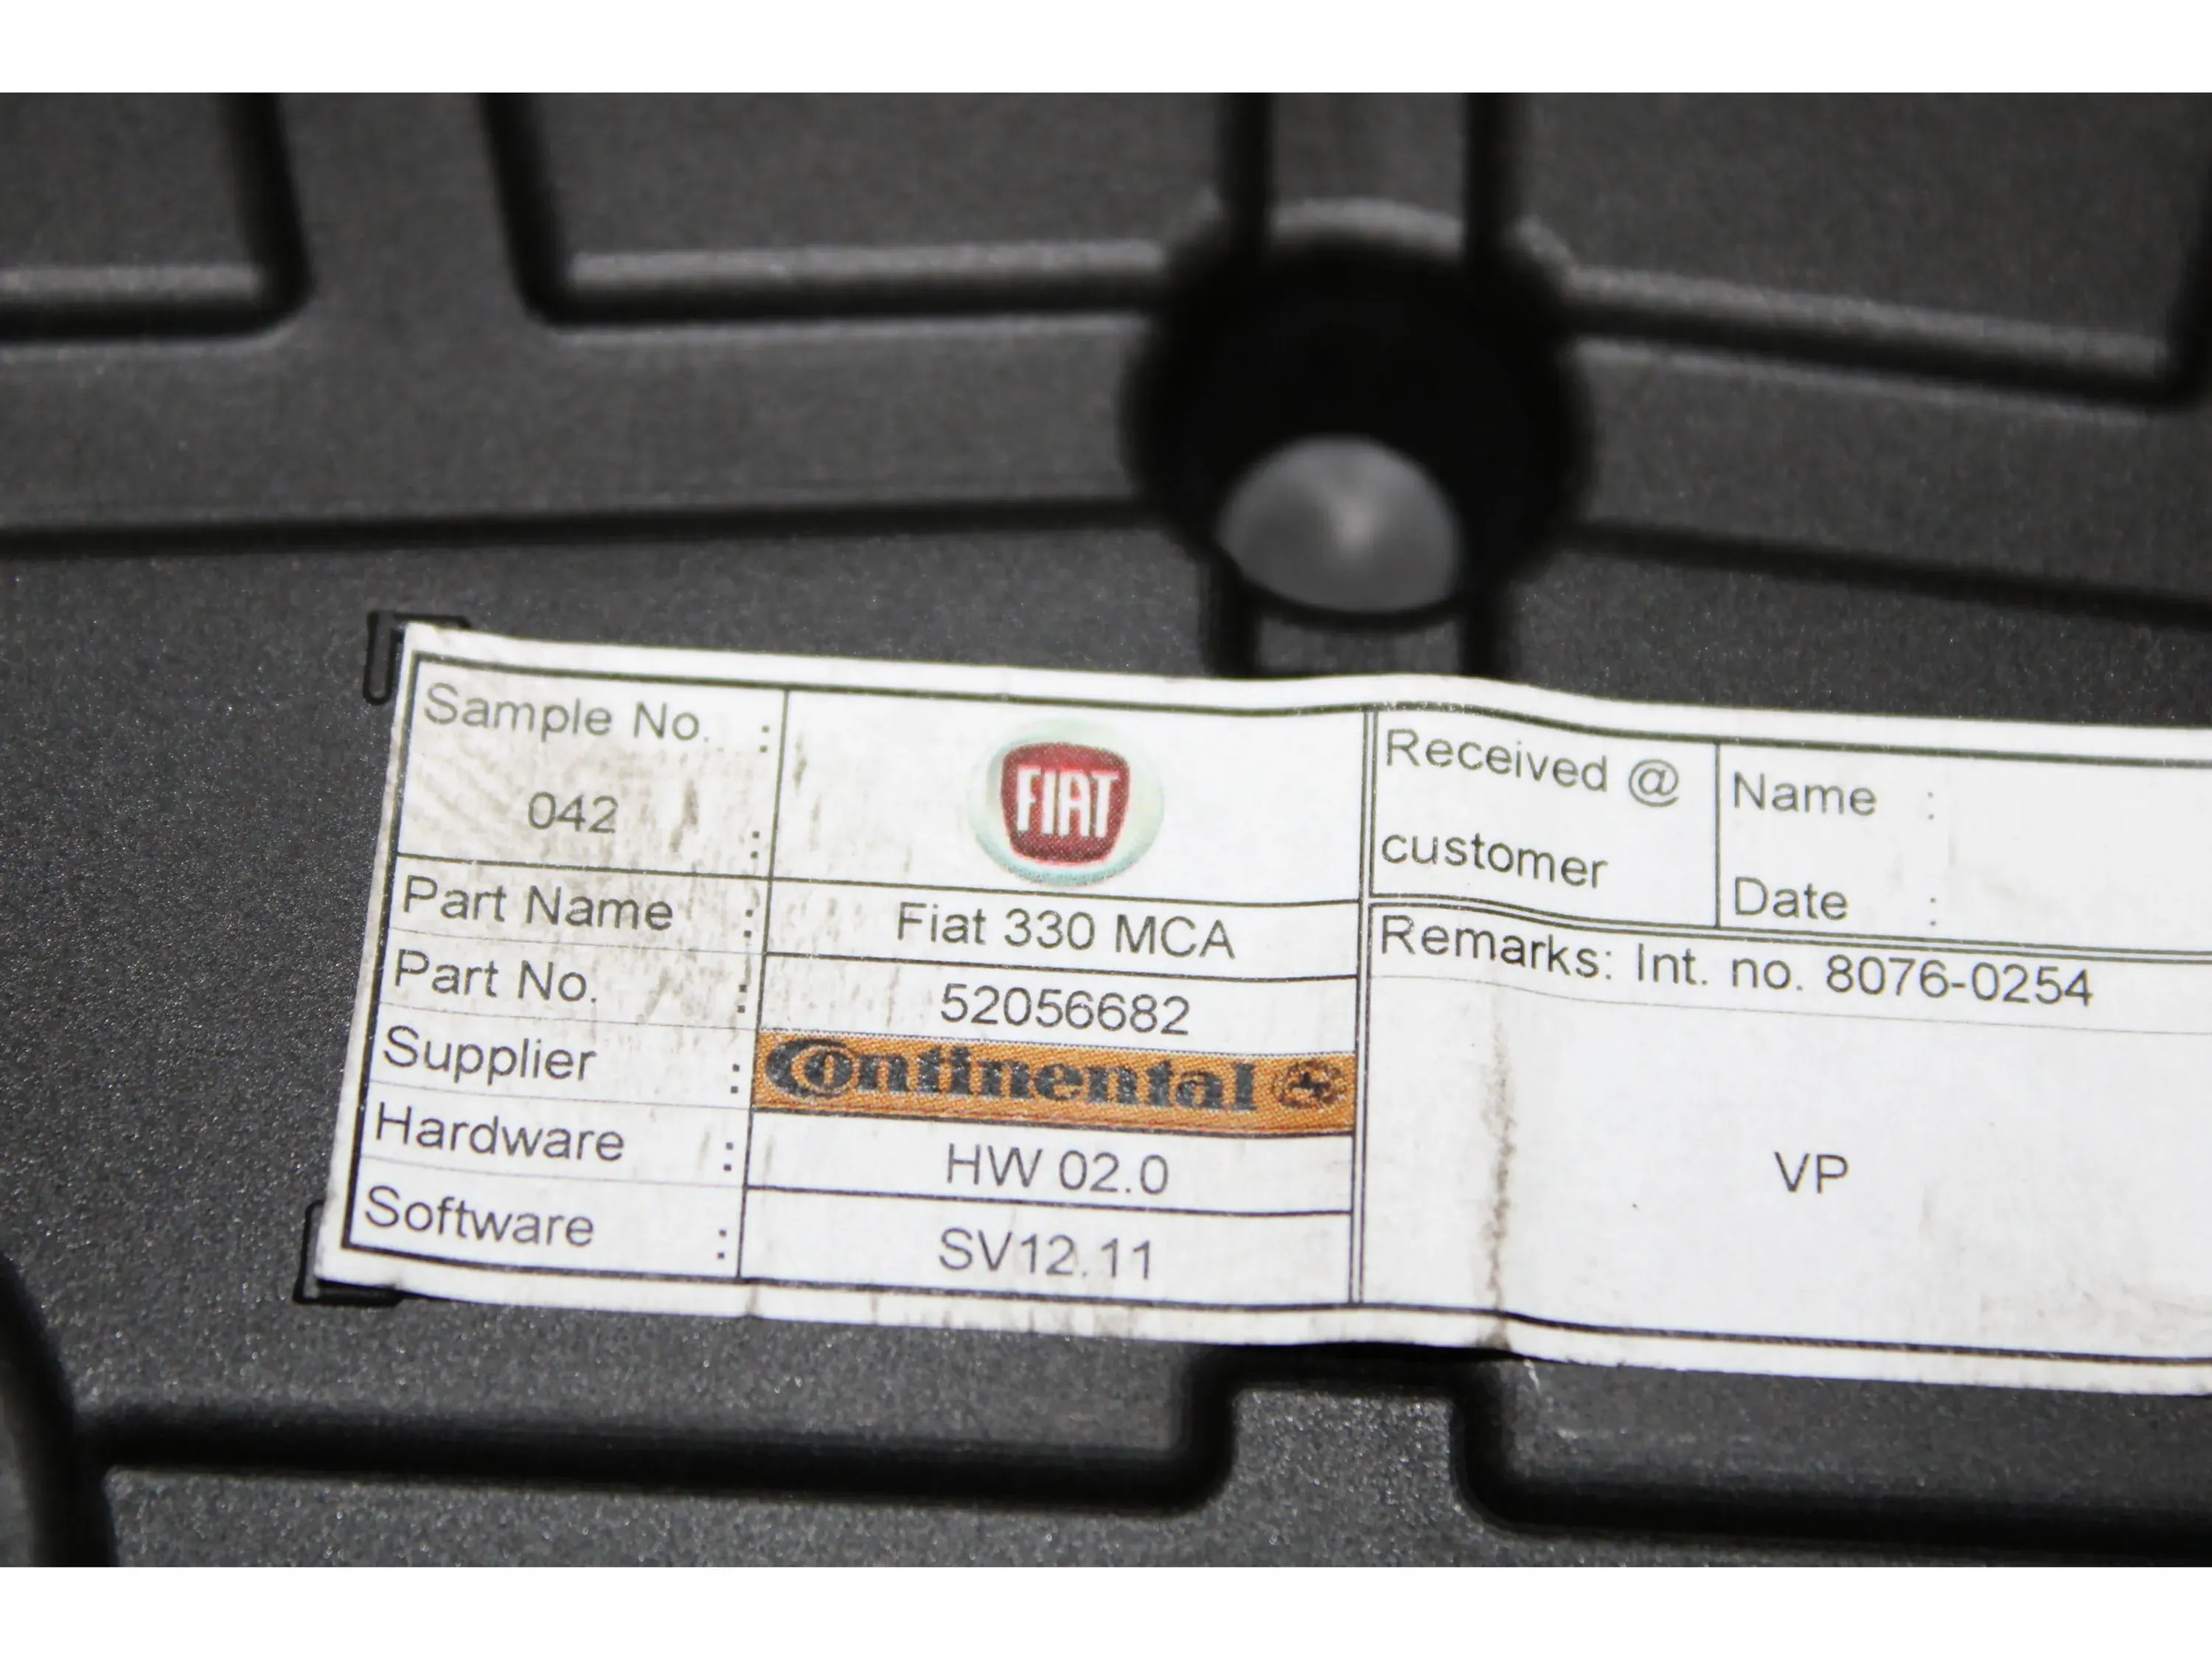 Sample No. :
042 :
FIAT
Received @
customer
Name :
Date :
Part Name : Fiat 330 MCA
Part No. : 52056682
Supplier : Continental
Hardware : HW 02.0
Software : SV12.11
Remarks: Int. no. 8076-0254
VP